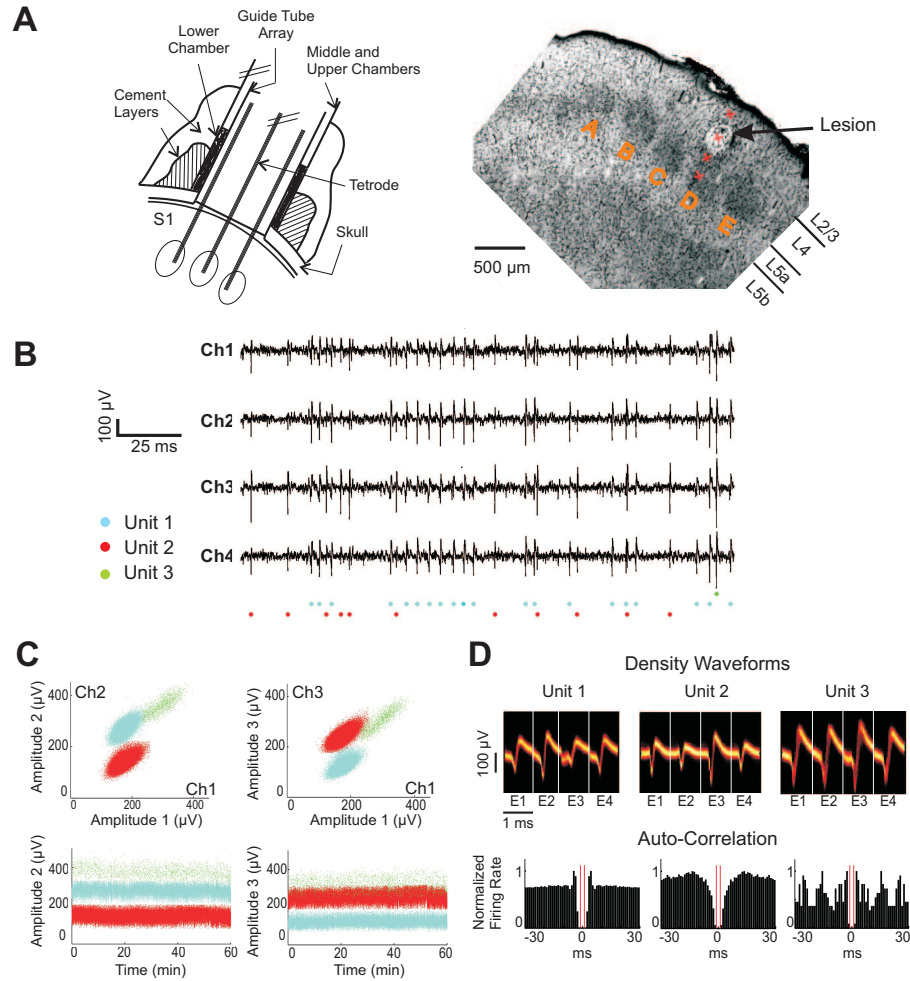 A
Guide Tube
Array
Lower
Chamber
Middle and
Upper Chambers
Cement
Layers
Tetrode
S1
Skull
Lesion
A
B
C
D
E
500 µm
L2/3
L4
L5a
L5b
B
Ch1
Ch2
Ch3
Ch4
100 µV
25 ms
Unit 1
Unit 2
Unit 3
C
Ch2
Ch1
Amplitude 2 (µV)
400
200
0
0 200 400
Amplitude 1 (µV)
Ch3
Ch1
Amplitude 3 (µV)
400
200
0
0 200 400
Amplitude 1 (µV)
Amplitude 2 (µV)
400
200
0
0 20 40 60
Time (min)
Amplitude 3 (µV)
400
200
0
0 20 40 60
Time (min)
D
Density Waveforms
Unit 1 Unit 2 Unit 3
100 µV
E1 E2 E3 E4 E1 E2 E3 E4 E1 E2 E3 E4
1 ms
Auto-Correlation
Normalized
Firing Rate
1
0
-30 0 30
ms
1
0
-30 0 30
ms
1
0
-30 0 30
ms